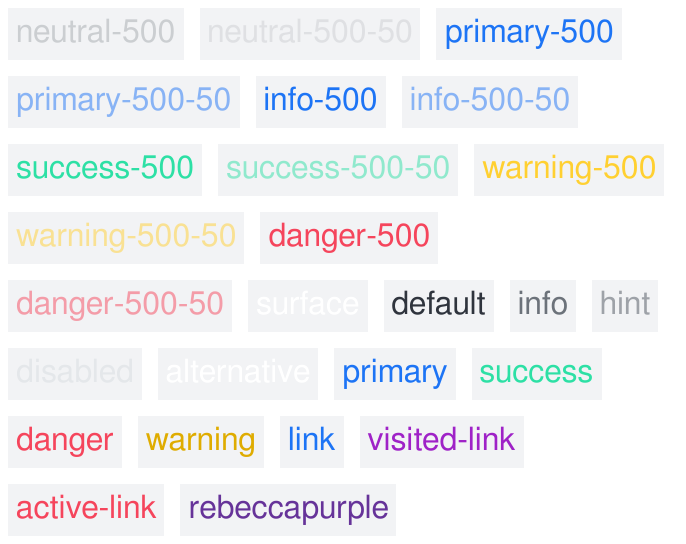 neutral-500 neutral-500-50 primary-500
primary-500-50 info-500 info-500-50
success-500 success-500-50 warning-500
warning-500-50 danger-500
danger-500-50 surface default info hint
disabled alternative primary success
danger warning link visited-link
active-link rebeccapurple